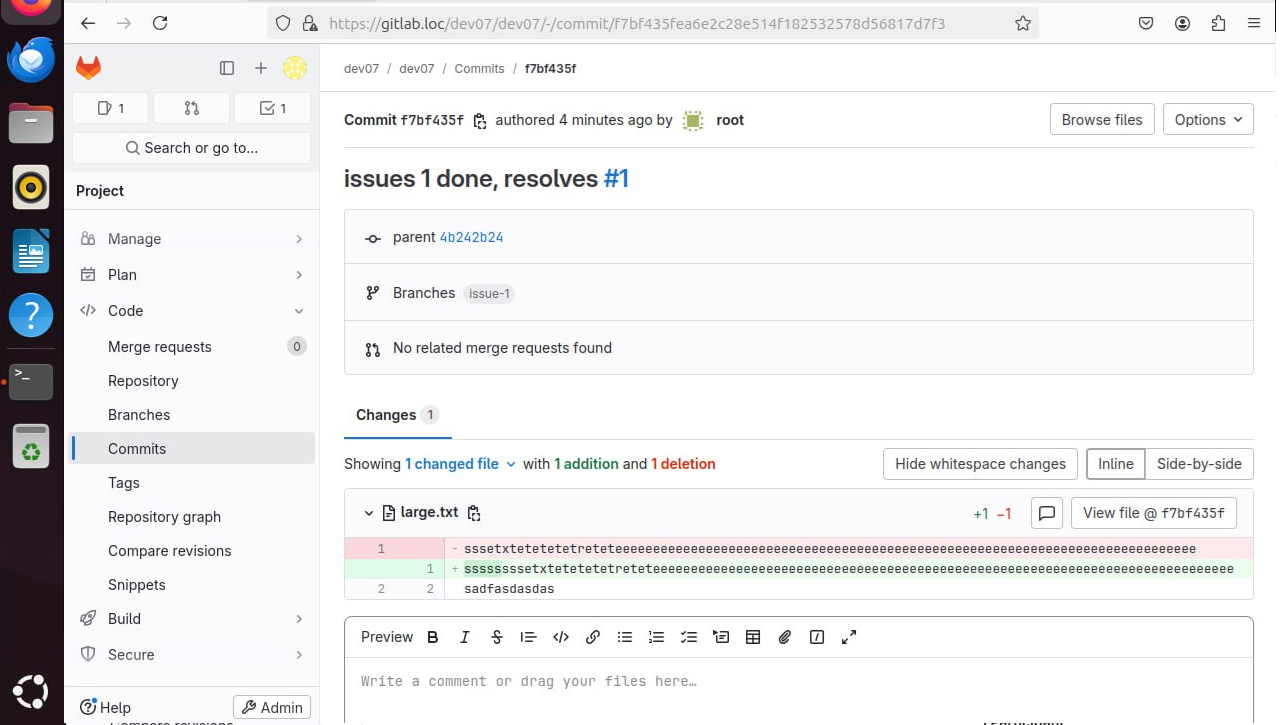 https://gitlab.loc/dev07/dev07/-/commit/f7bf435fea6e2c28e514f182532578d56817d7f3
1
1
Search or go to...
Project
Manage
Plan
Code
Merge requests 0
Repository
Branches
Commits
Tags
Repository graph
Compare revisions
Snippets
Build
Secure
Help
Admin
dev07 / dev07 / Commits / f7bf435f
Commit f7bf435f authored 4 minutes ago by root
Browse files
Options
issues 1 done, resolves #1
parent 4b242b24
Branches issue-1
No related merge requests found
Changes 1
Showing 1 changed file with 1 addition and 1 deletion
Hide whitespace changes
Inline
Side-by-side
large.txt
+1 −1
View file @ f7bf435f
2 2 sadfasdasdas
Preview
Write a comment or drag your files here…